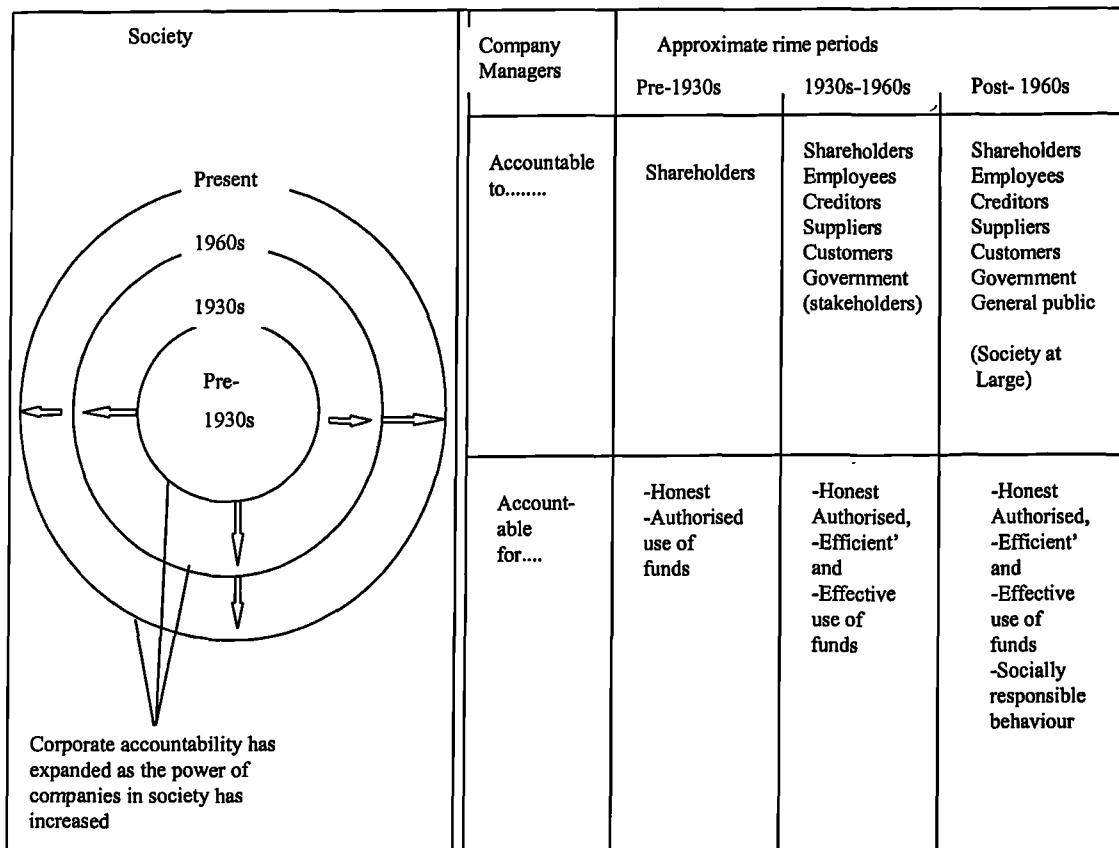 Society
Present
1960s
1930s
Pre-
1930s
Corporate accountability has
expanded as the power of
companies in society has
increased
Company
Managers
Approximate rime periods
Pre-1930s
1930s-1960s
Post- 1960s
Accountable
to........
Shareholders
Shareholders
Employees
Creditors
Suppliers
Customers
Government
(stakeholders)
Shareholders
Employees
Creditors
Suppliers
Customers
Government
General public
(Society at
Large)
Account-
able
for....
-Honest
-Authorised
use of
funds
-Honest
Authorised,
-Efficient'
and
-Effective
use of
funds
-Honest
Authorised,
-Efficient'
and
-Effective
use of
funds
-Socially
responsible
behaviour